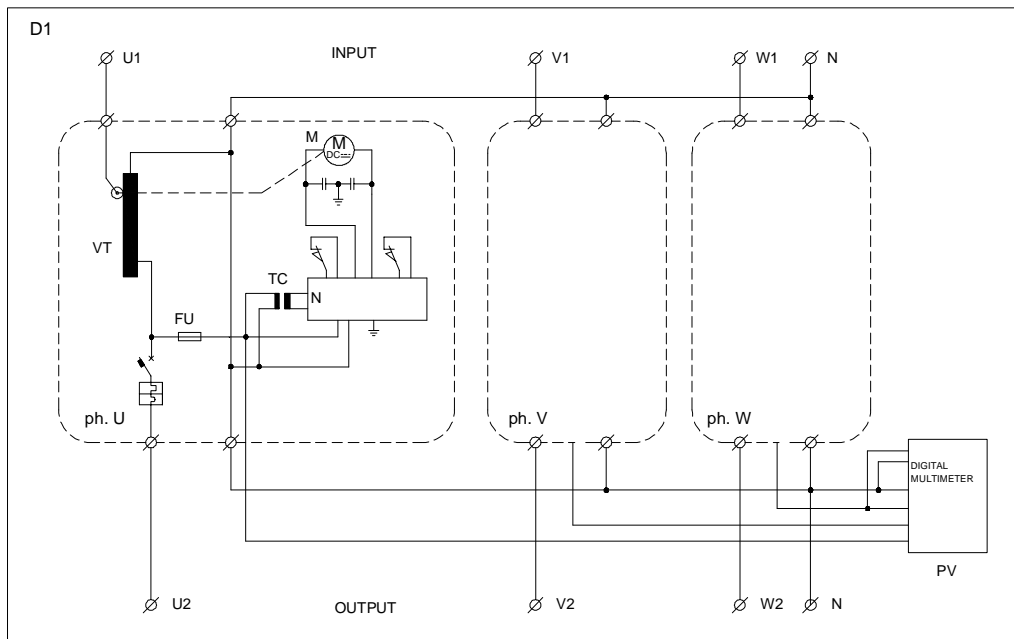 D1
U1
INPUT
V1
W1
N
M
M
DC
VT
TC
N
FU
ph. U
ph. V
ph. W
DIGITAL
MULTIMETER
PV
U2
OUTPUT
V2
W2
N